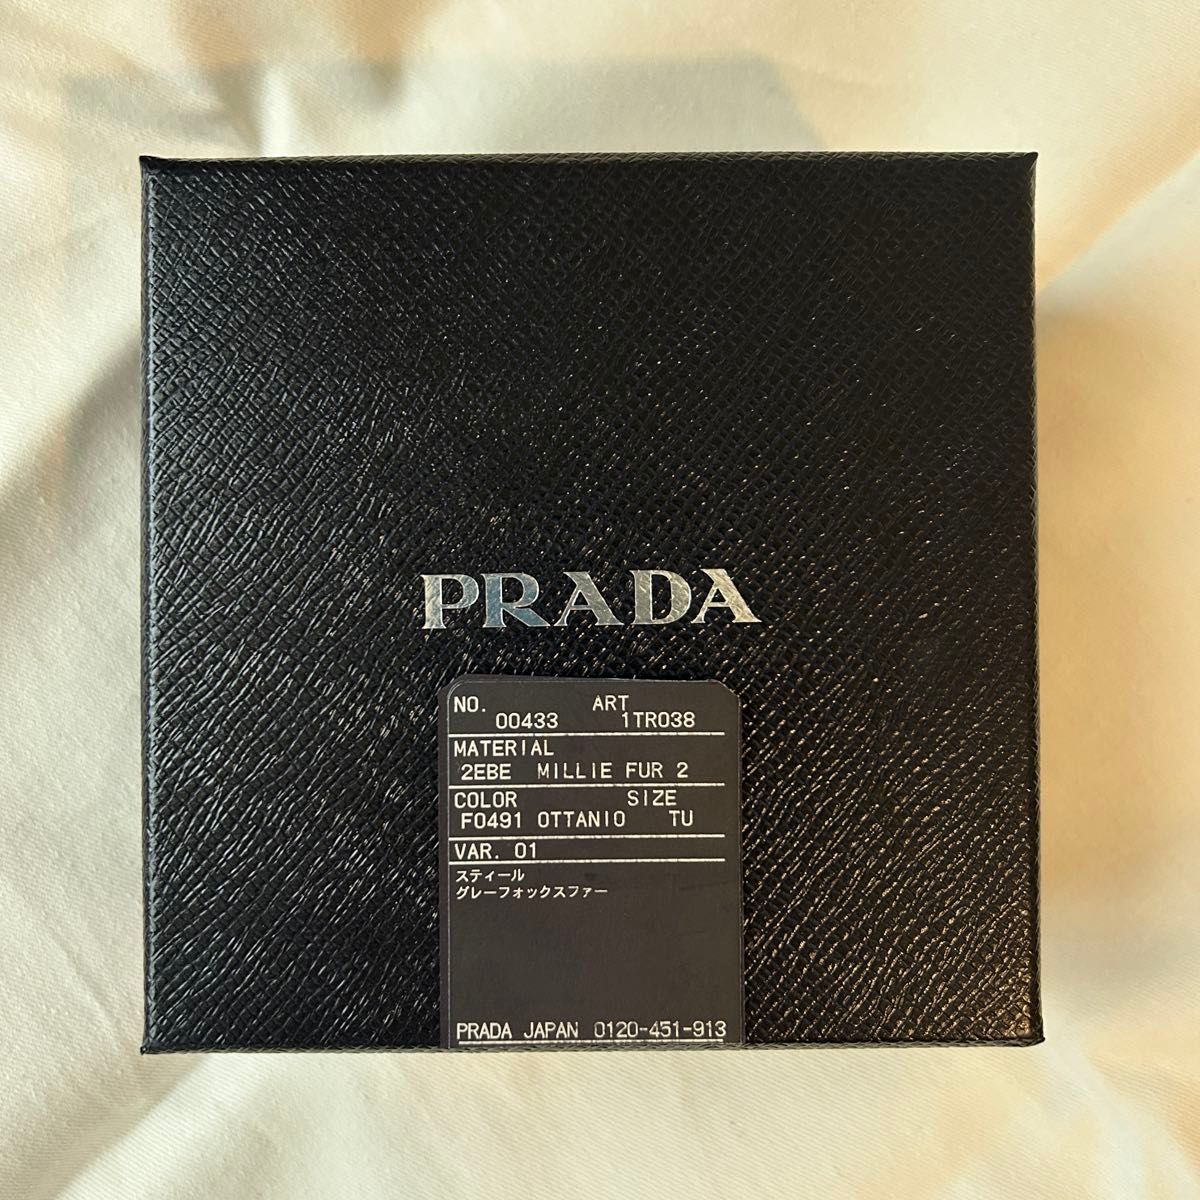 PRADA
NO. ART
00433 1TR038
MATERIAL
2EBE MILLIE FUR 2
COLOR SIZE
F0491 OTTANIO TU
VAR. 01
スティール
グレーフォックスファー
PRADA JAPAN 0120-451-913